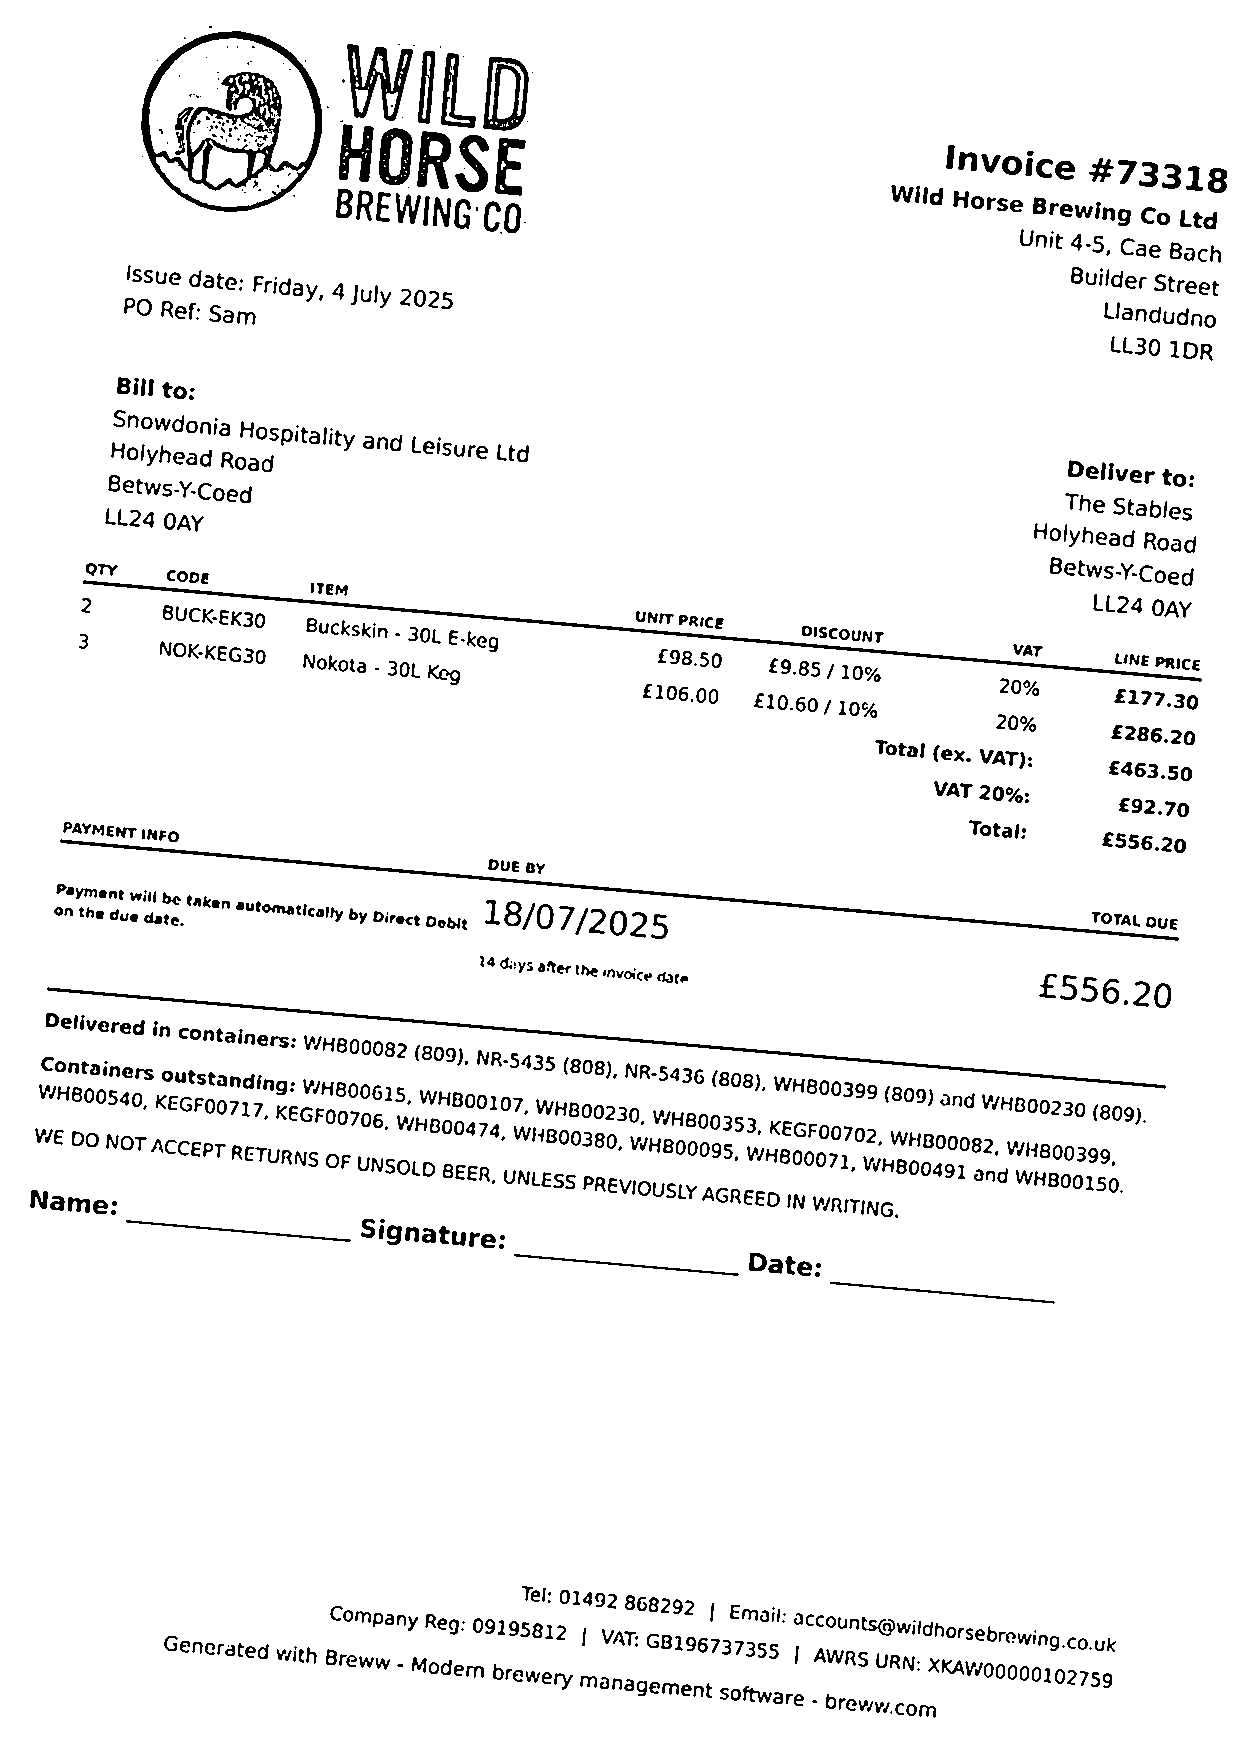 WILD
HORSE
BREWING CO
Invoice #73318
Wild Horse Brewing Co Ltd
Unit 4-5, Cae Bach
Builder Street
Llandudno
LL30 1DR
Issue date: Friday, 4 July 2025
PO Ref: Sam
Bill to:
Snowdonia Hospitality and Leisure Ltd
Holyhead Road
Betws-Y-Coed
LL24 0AY
Deliver to:
The Stables
Holyhead Road
Betws-Y-Coed
LL24 0AY
QTY CODE ITEM UNIT PRICE DISCOUNT VAT LINE PRICE
2 BUCK-EK30 Buckskin - 30L E-keg £98.50 £9.85 / 10% 20% £177.30
3 NOK-KEG30 Nokota - 30L Keg £106.00 £10.60 / 10% 20% £286.20
Total (ex. VAT): £463.50
VAT 20%: £92.70
Total: £556.20
PAYMENT INFO DUE BY TOTAL DUE
Payment will be taken automatically by Direct Debit
on the due date.
18/07/2025
14 days after the invoice date
£556.20
Delivered in containers: WHB00082 (809), NR-5435 (808), NR-5436 (808), WHB00399 (809) and WHB00230 (809).
Containers outstanding: WHB00615, WHB00107, WHB00230, WHB00353, KEGF00702, WHB00082, WHB00399,
WHB00540, KEGF00717, KEGF00706, WHB00474, WHB00380, WHB00095, WHB00071, WHB00491 and WHB00150.
WE DO NOT ACCEPT RETURNS OF UNSOLD BEER, UNLESS PREVIOUSLY AGREED IN WRITING.
Name: Signature: Date:
Tel: 01492 868292 | Email: accounts@wildhorsebrewing.co.uk
Company Reg: 09195812 | VAT: GB196737355 | AWRS URN: XKAW00000102759
Generated with Breww - Modern brewery management software - breww.com